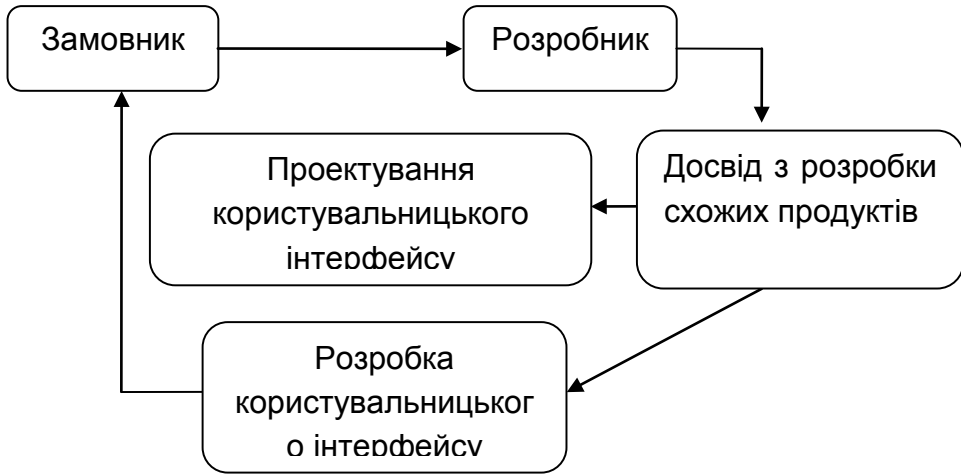 Замовник
Розробник
Досвід з розробки
схожих продуктів
Проектування
користувальницького
інтерфейсу
Розробка
користувальницьког
о інтерфейсу